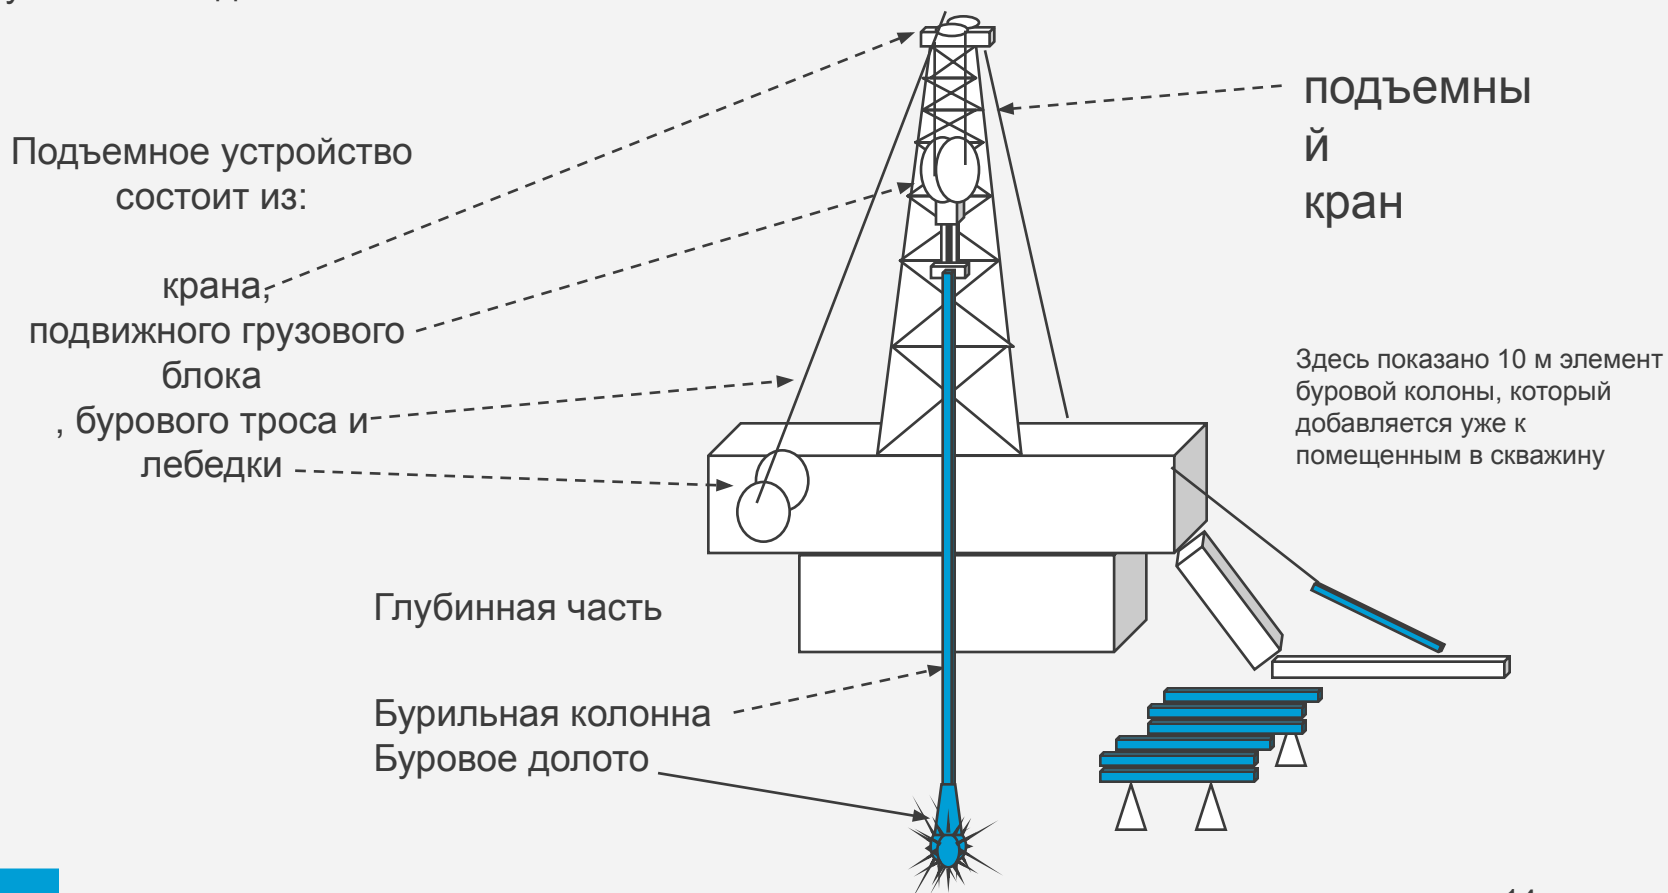 Подъемное устройство
состоит из:
крана,
подвижного грузового
блока
, бурового троса и
лебедки
подъемны
й
кран
Здесь показано 10 м элемент
буровой колоны, который
добавляется уже к
помещенным в скважину
Глубинная часть
Бурильная колонна
Буровое долото